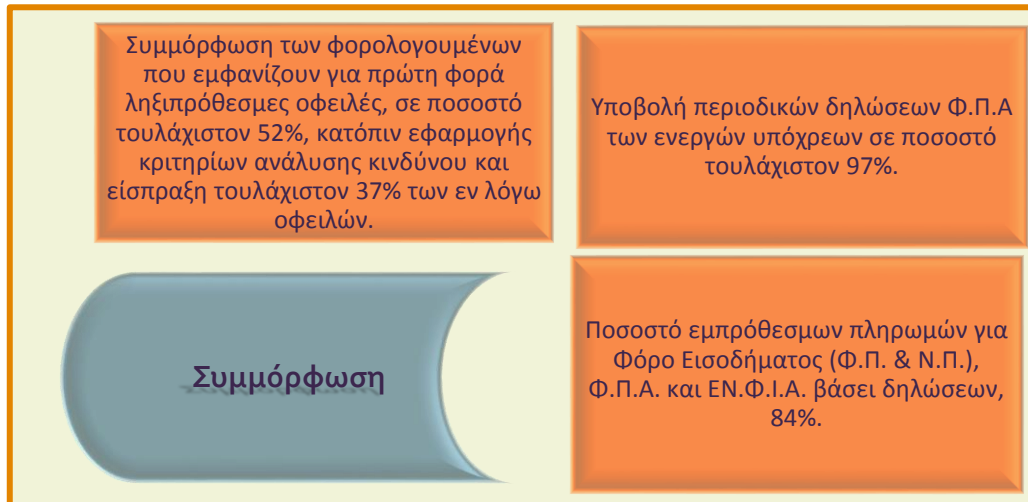 Συμμόρφωση των φορολογουμένων
που εμφανίζουν για πρώτη φορά
ληξιπρόθεσμες οφειλές, σε ποσοστό
τουλάχιστον 52%, κατόπιν εφαρμογής
κριτηρίων ανάλυσης κινδύνου και
είσπραξη τουλάχιστον 37% των εν λόγω
οφειλών.
Υποβολή περιοδικών δηλώσεων Φ.Π.Α
των ενεργών υπόχρεων σε ποσοστό
τουλάχιστον 97%.
Συμμόρφωση
Ποσοστό εμπρόθεσμων πληρωμών για
Φόρο Εισοδήματος (Φ.Π. & Ν.Π.),
Φ.Π.Α. και ΕΝ.Φ.Ι.Α. βάσει δηλώσεων,
84%.